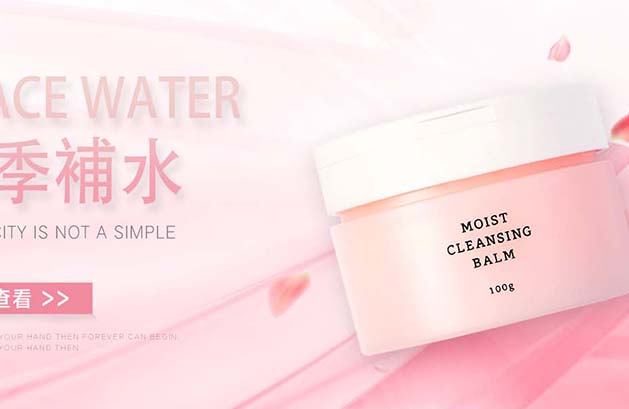 ACE WATER
季補水
CITY IS NOT A SIMPLE
查看 >>
YOUR HAND THEN FOREVER CAN BEGIN
YOUR HAND THEN
MOIST
CLEANSING
BALM
100g